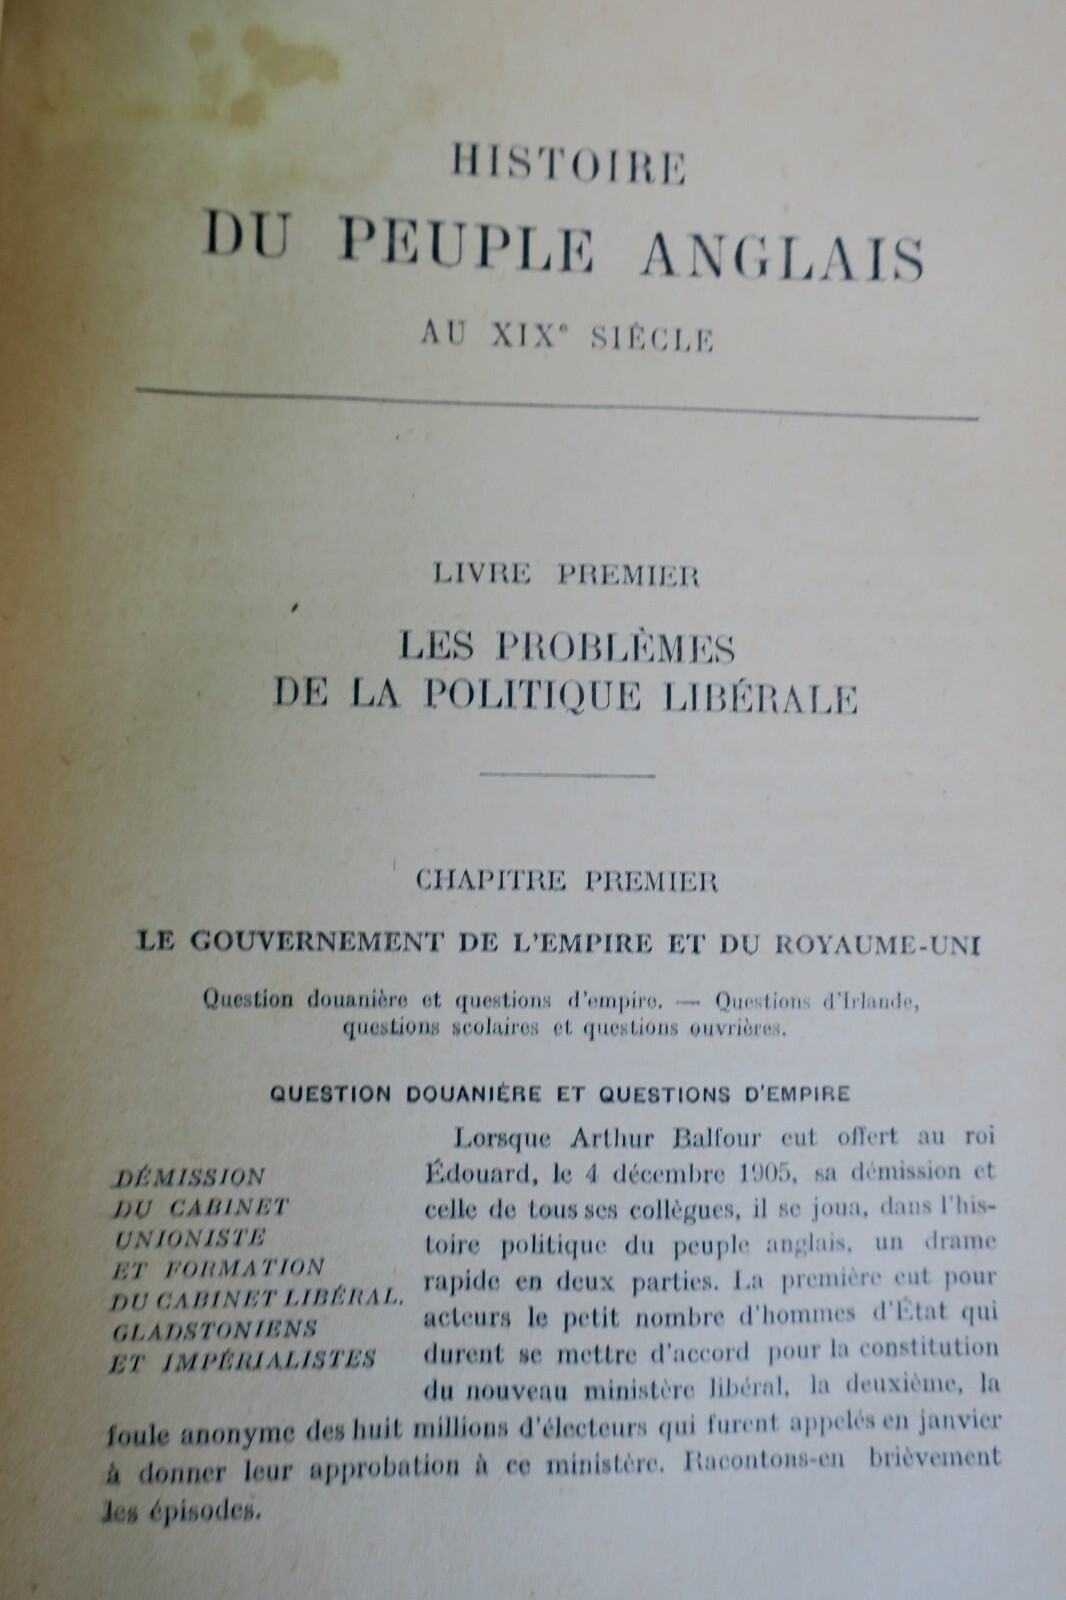 HISTOIRE
DU PEUPLE ANGLAIS
AU XIXe SIÈCLE
LIVRE PREMIER
LES PROBLÈMES
DE LA POLITIQUE LIBÉRALE
CHAPITRE PREMIER
LE GOUVERNEMENT DE L'EMPIRE ET DU ROYAUME-UNI
Question douanière et questions d'empire. — Questions d'Irlande,
questions scolaires et questions ouvrières.
QUESTION DOUANIÈRE ET QUESTIONS D'EMPIRE
DÉMISSION
DU CABINET
UNIONISTE
ET FORMATION
DU CABINET LIBÉRAL.
GLADSTONIENS
ET IMPÉRIALISTES
Lorsque Arthur Balfour eut offert au roi
Édouard, le 4 décembre 1905, sa démission et
celle de tous ses collègues, il se joua, dans l'his-
toire politique du peuple anglais, un drame
rapide en deux parties. La première eut pour
acteurs le petit nombre d'hommes d'État qui
durent se mettre d'accord pour la constitution
du nouveau ministère libéral, la deuxième, la
foule anonyme des huit millions d'électeurs qui furent appelés en janvier
à donner leur approbation à ce ministère. Racontons-en brièvement
les épisodes.